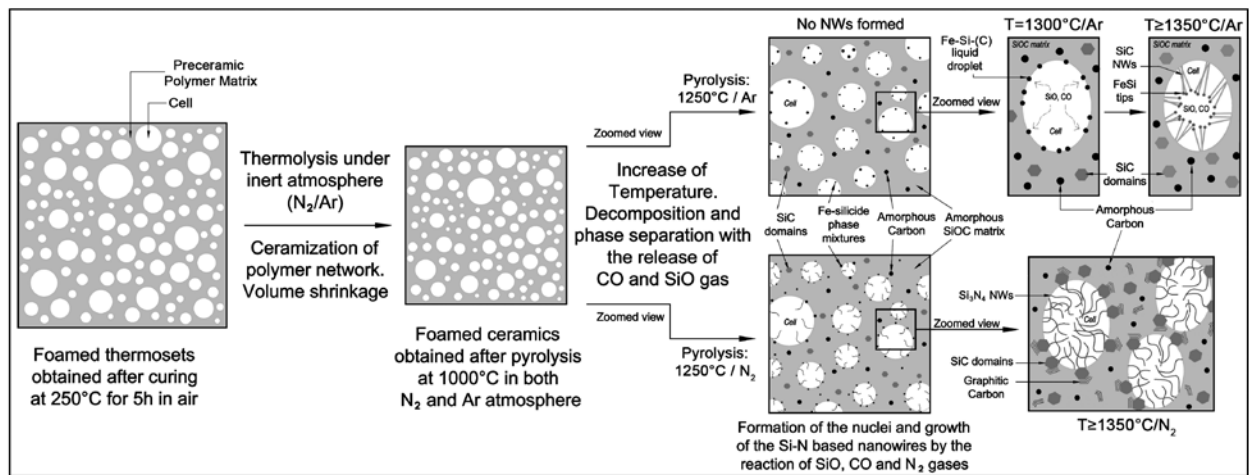 Preceramic
Polymer Matrix
Cell
Foamed thermosets
obtained after curing
at 250°C for 5h in air
Thermolysis under
inert atmosphere
(N₂/Ar)
Ceramization of
polymer network.
Volume shrinkage
Foamed ceramics
obtained after pyrolysis
at 1000°C in both
N₂ and Ar atmosphere
Zoomed view
Pyrolysis:
1250°C / Ar
Increase of
Temperature.
Decomposition and
phase separation with
the release of
CO and SiO gas
Zoomed view
Pyrolysis:
1250°C / N₂
No NWs formed
Cell
SiC
domains
Fe-silicide
phase
mixtures
Amorphous
Carbon
Amorphous
SiOC matrix
Cell
Formation of the nuclei and growth
of the Si-N based nanowires by the
reaction of SiO, CO and N₂ gases
Fe-Si-(C)
liquid
droplet
Zoomed view
T=1300°C/Ar
SiOC matrix
SiO, CO
Cell
SiC
NWs
FeSi
tips
T≥1350°C/Ar
SiOC matrix
Cell
SiO, CO
SiC
domains
Amorphous
Carbon
Si₃N₄ NWs
Cell
Zoomed view
SiC domains
Graphitic
Carbon
T≥1350°C/N₂